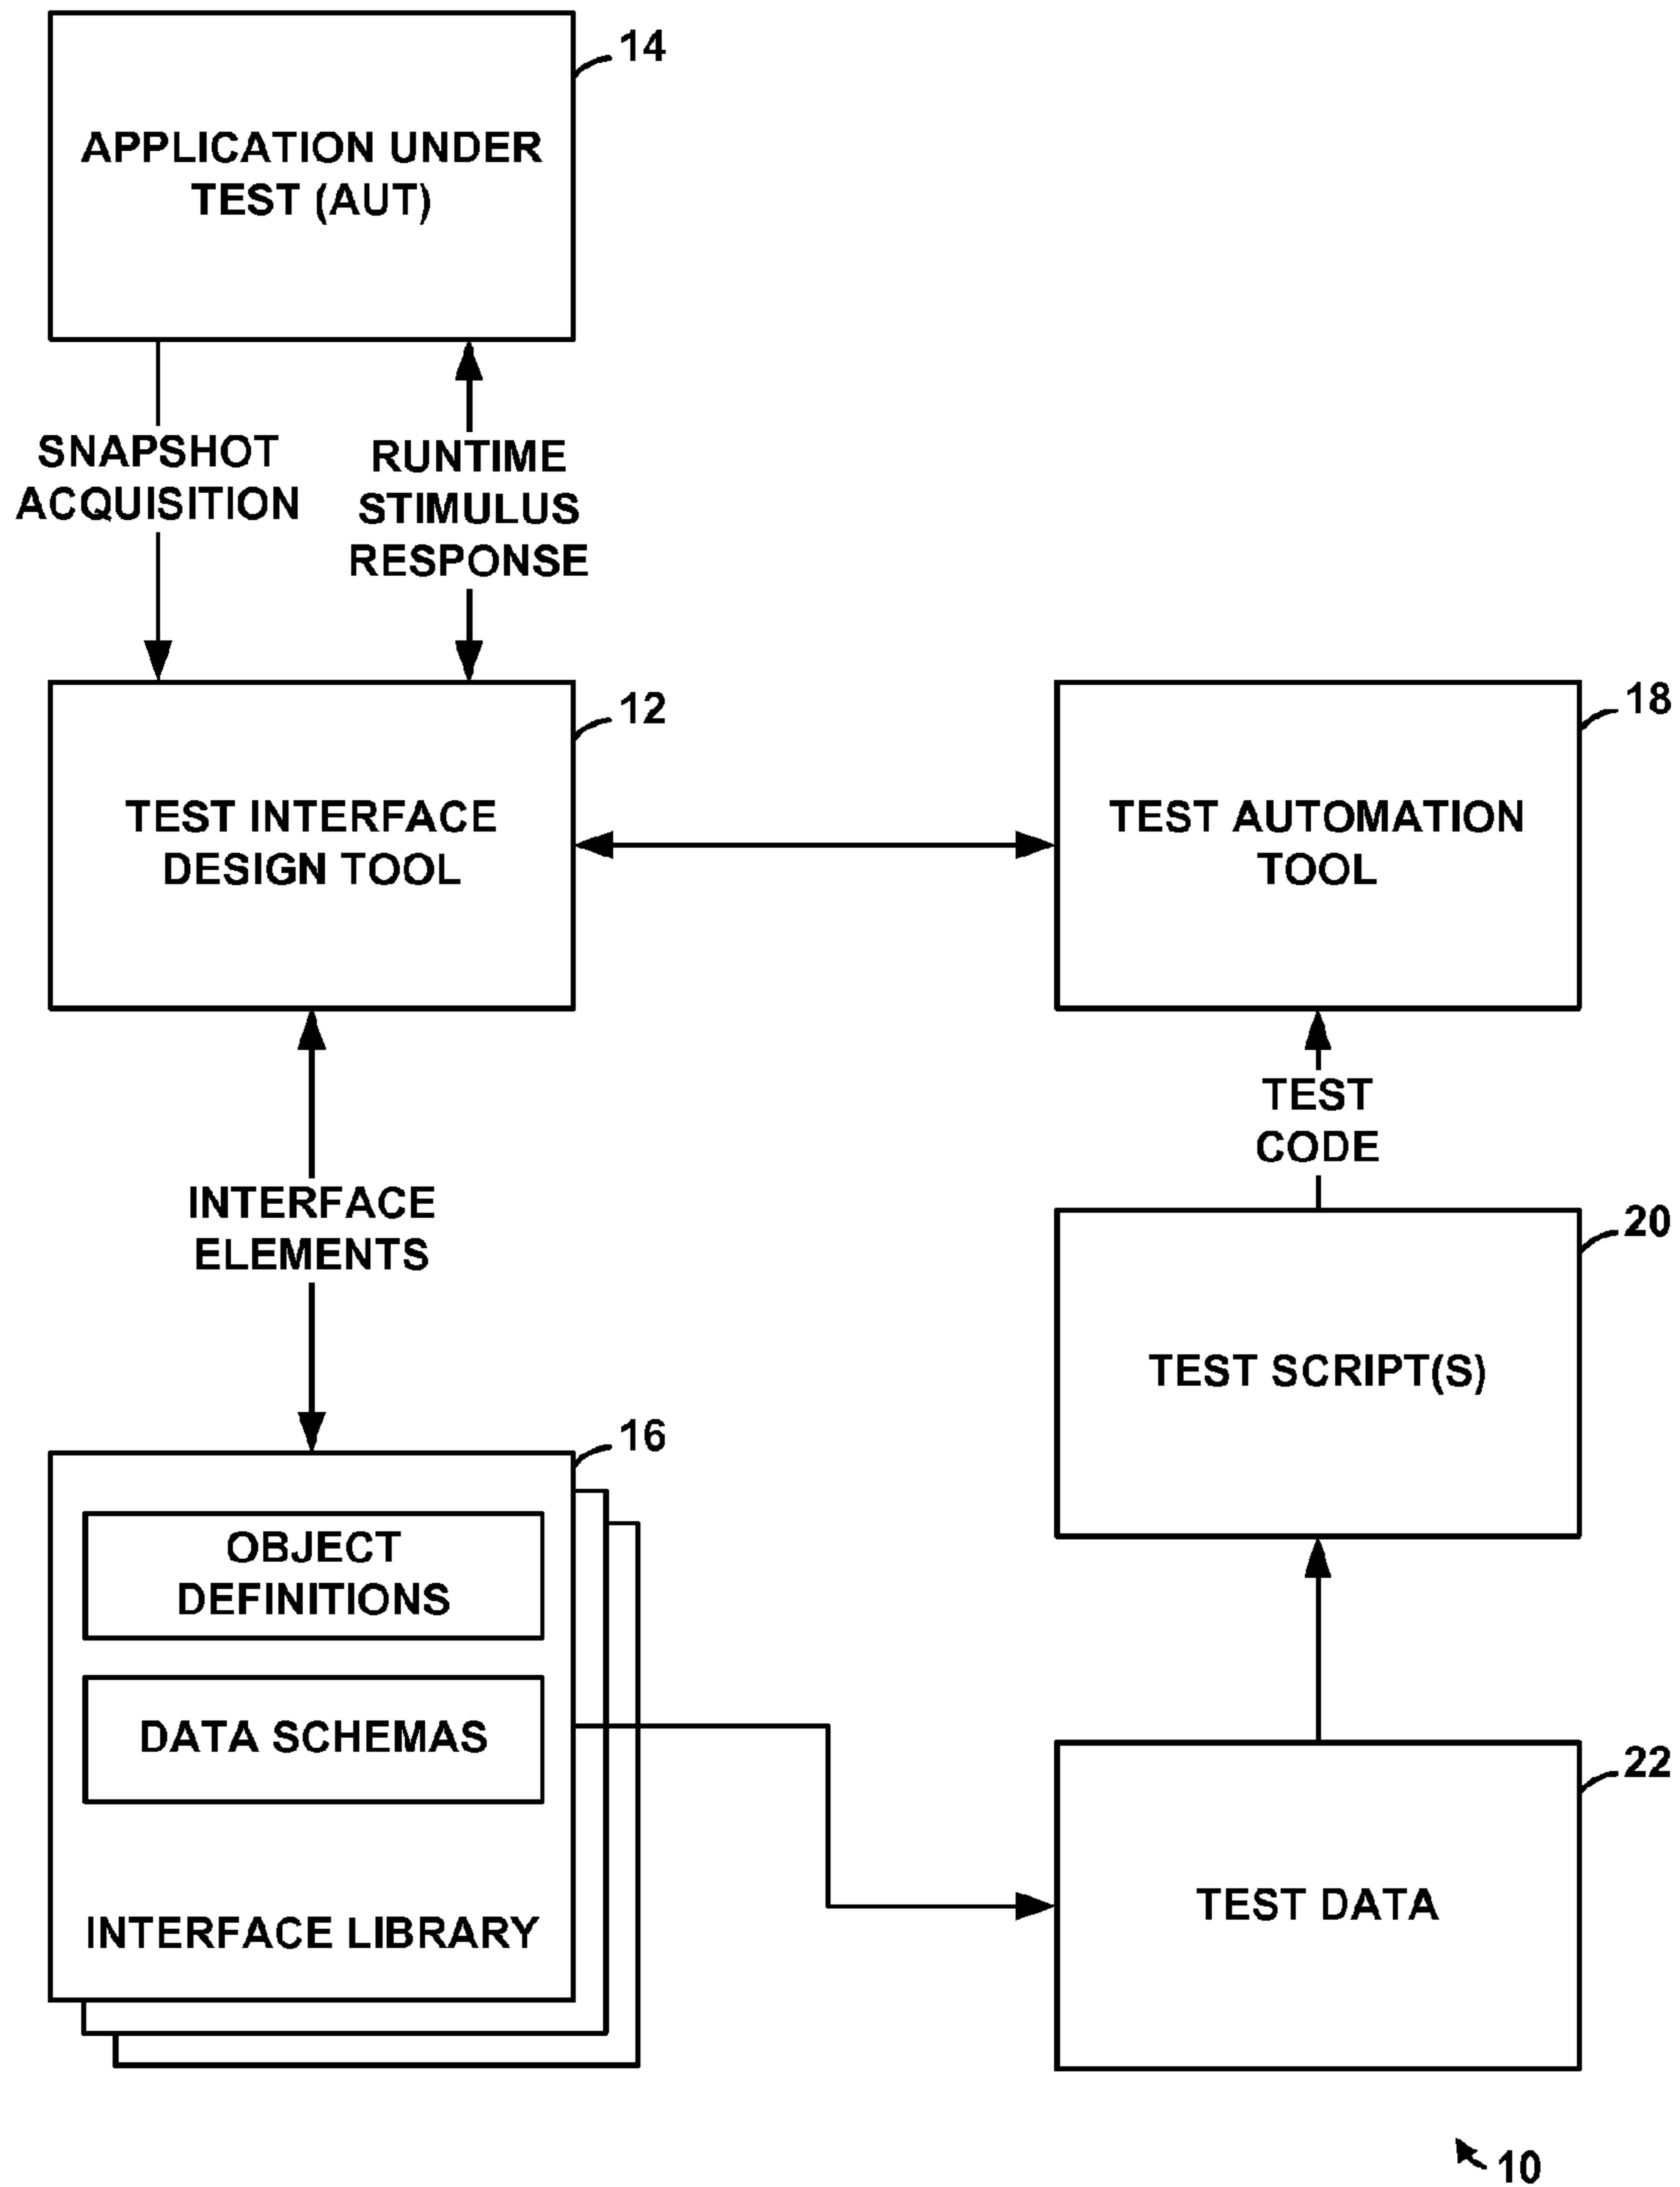 14
APPLICATION UNDER
TEST (AUT)
SNAPSHOT
ACQUISITION
RUNTIME
STIMULUS
RESPONSE
12
TEST INTERFACE
DESIGN TOOL
18
TEST AUTOMATION
TOOL
TEST
CODE
INTERFACE
ELEMENTS
20
TEST SCRIPT(S)
16
OBJECT
DEFINITIONS
DATA SCHEMAS
INTERFACE LIBRARY
22
TEST DATA
10